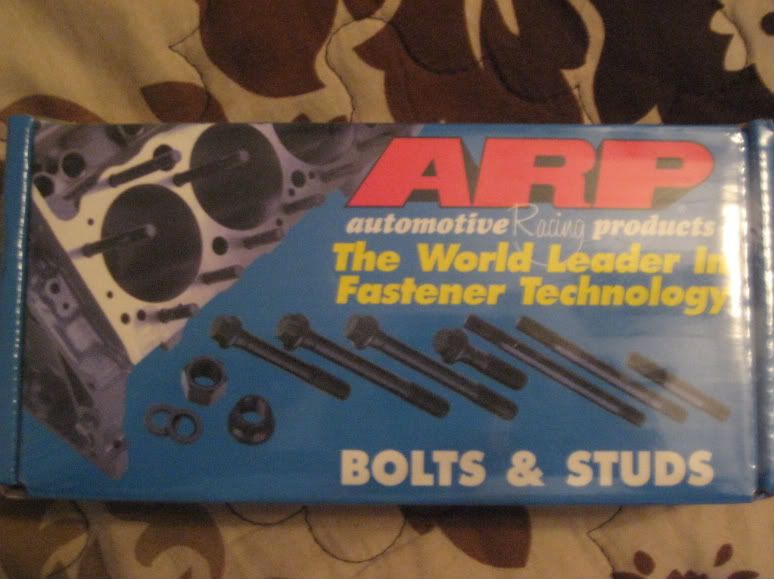 ARP
automotive Racing products
The World Leader In
Fastener Technology
BOLTS & STUDS